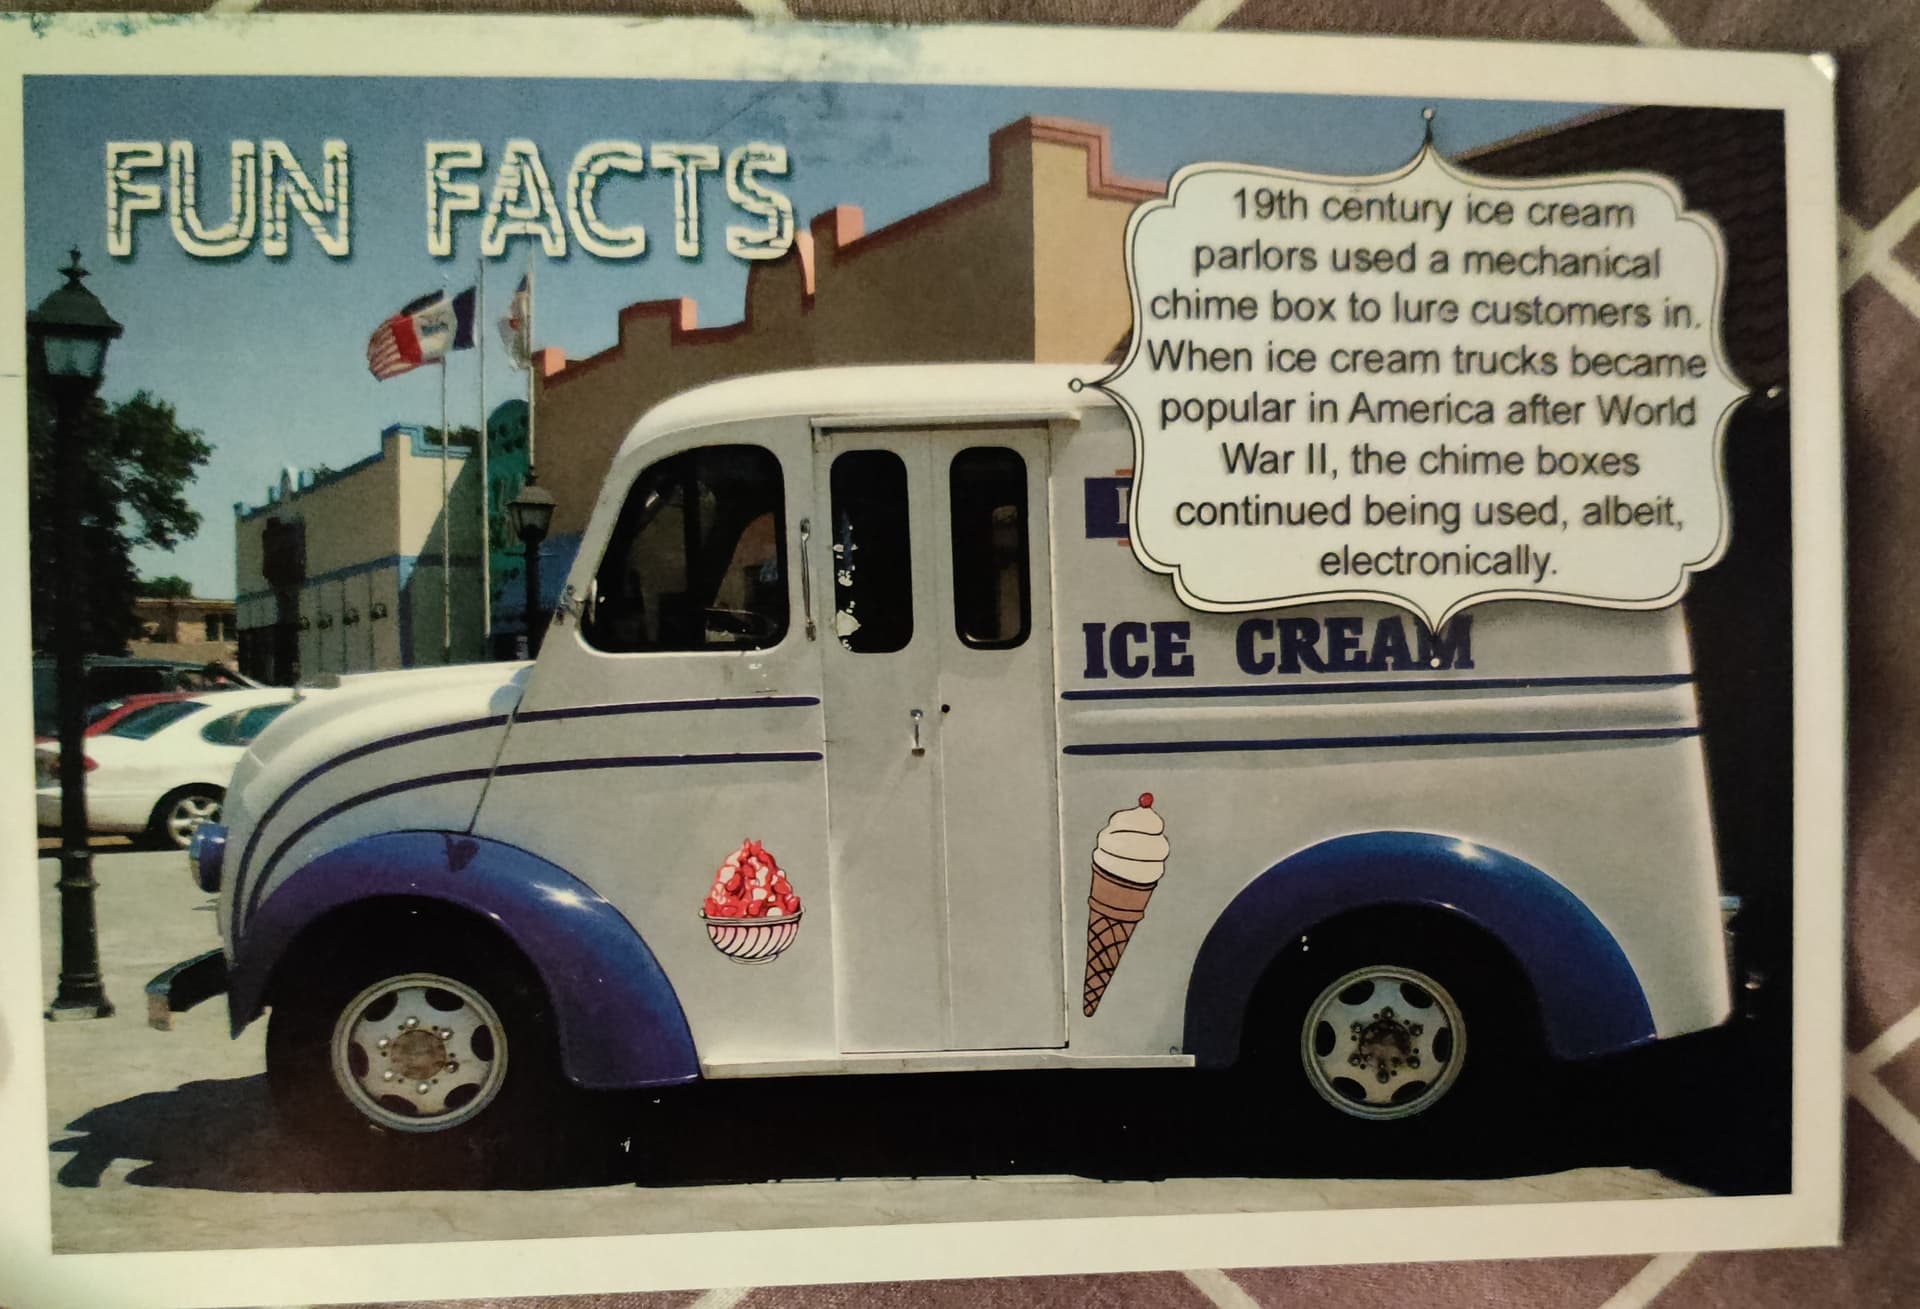 FUN FACTS
19th century ice cream
parlors used a mechanical
chime box to lure customers in.
When ice cream trucks became
popular in America after World
War II, the chime boxes
continued being used, albeit,
electronically.
ICE CREAM